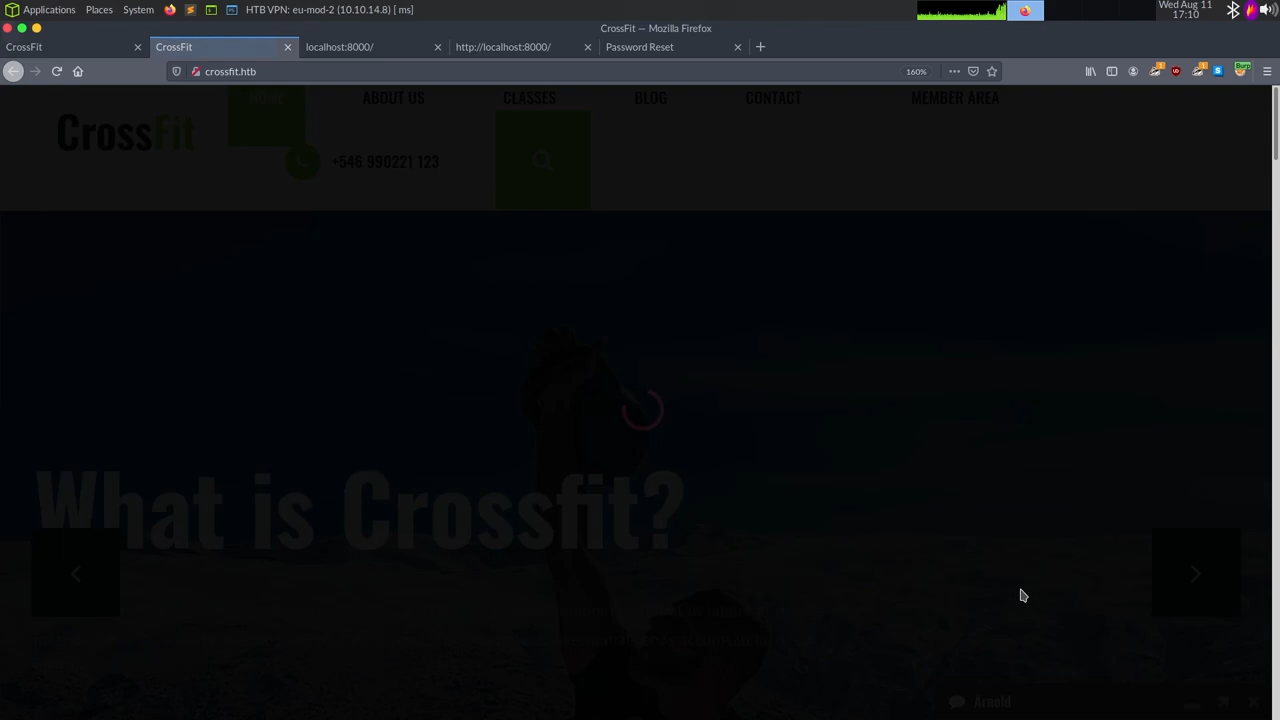 Applications Places System HTB VPN: eu-mod-2 (10.10.14.8) [ ms] Wed Aug 11
17:10
CrossFit — Mozilla Firefox
CrossFit CrossFit localhost:8000/ http://localhost:8000/ Password Reset
crossfit.htb 160% Burp
HOME ABOUT US CLASSES BLOG CONTACT MEMBER AREA
CrossFit
+546 990221 123
What is Crossfit?
Arnold